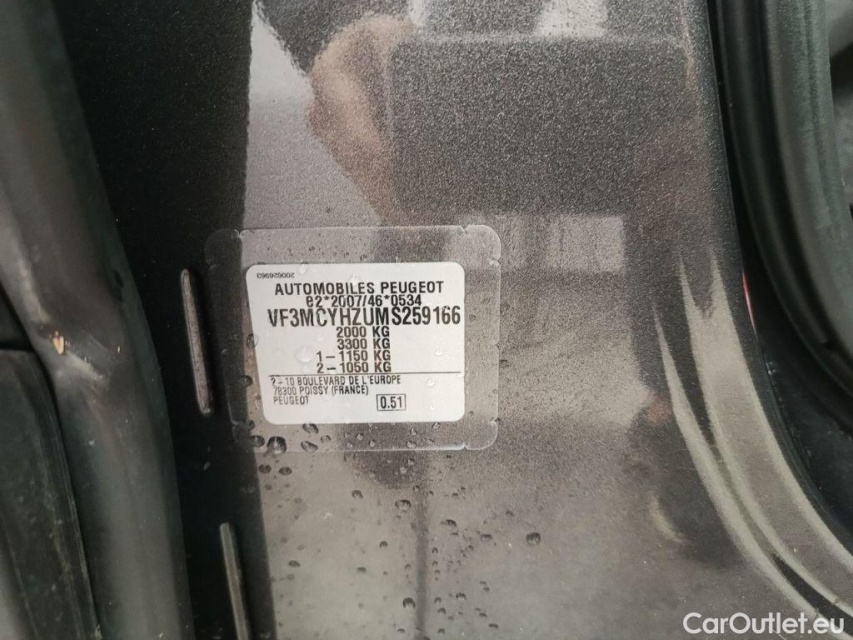 200626963
AUTOMOBILES PEUGEOT
e2*2007/46*0534
VF3MCYHZUMS259166
2000 KG
3300 KG
1-1150 KG
2-1050 KG
2-10 BOULEVARD DE L'EUROPE
78300 POISSY (FRANCE)
PEUGEOT 0.51
CarOutlet.eu